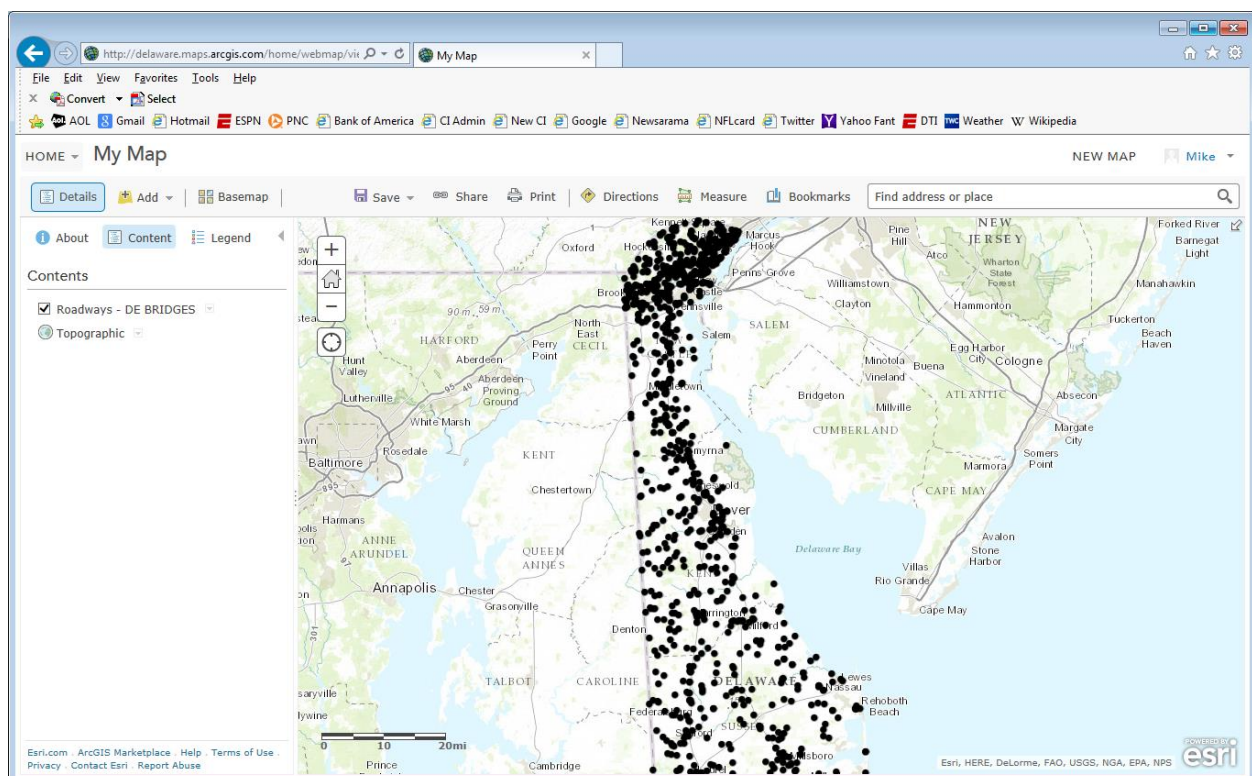 http://delaware.maps.arcgis.com/home/webmap/vie
My Map
File Edit View Favorites Tools Help
Convert Select
AOL Gmail Hotmail ESPN PNC Bank of America CI Admin New CI Google Newsarama NFLcard Twitter Yahoo Fant DTI Weather Wikipedia
HOME My Map
NEW MAP Mike
Details Add Basemap Save Share Print Directions Measure Bookmarks Find address or place
About Content Legend
Contents
Roadways - DE BRIDGES
Topographic
Oxford
Marcus Hook
Penns Grove
Pine Hill
NEW JERSEY
Atco
Wharton State Forest
Forked River
Barnegat Light
Williamstown
Manahawkin
Clayton
Hammonton
Tuckerton
Beach Haven
90 m
59 m
North East
CECIL
Salem
SALEM
HARFORD
Perry Point
Aberdeen
Hunt Valley
Aberdeen Proving Ground
95
40
Lutherville
Egg Harbor City
Cologne
Minotola
Buena
Vineland
ATLANTIC
Absecon
Bridgeton
Millville
White Marsh
CUMBERLAND
Margate City
Rosedale
Baltimore
KENT
Somers Point
Marmora
895
Chestertown
CAPE MAY
Harmans
97
ANNE ARUNDEL
QUEEN ANNES
Delaware Bay
Avalon
Stone Harbor
Villas
Rio Grande
Annapolis
Chester
Grasonville
Cape May
301
Denton
TALBOT
CAROLINE
DELAWARE
Lewes
Nassau
Rehoboth Beach
0 10 20mi
Prince
Cambridge
Esri.com . ArcGIS Marketplace . Help . Terms of Use .
Privacy . Contact Esri . Report Abuse
Esri, HERE, DeLorme, FAO, USGS, NGA, EPA, NPS
POWERED BY
esri